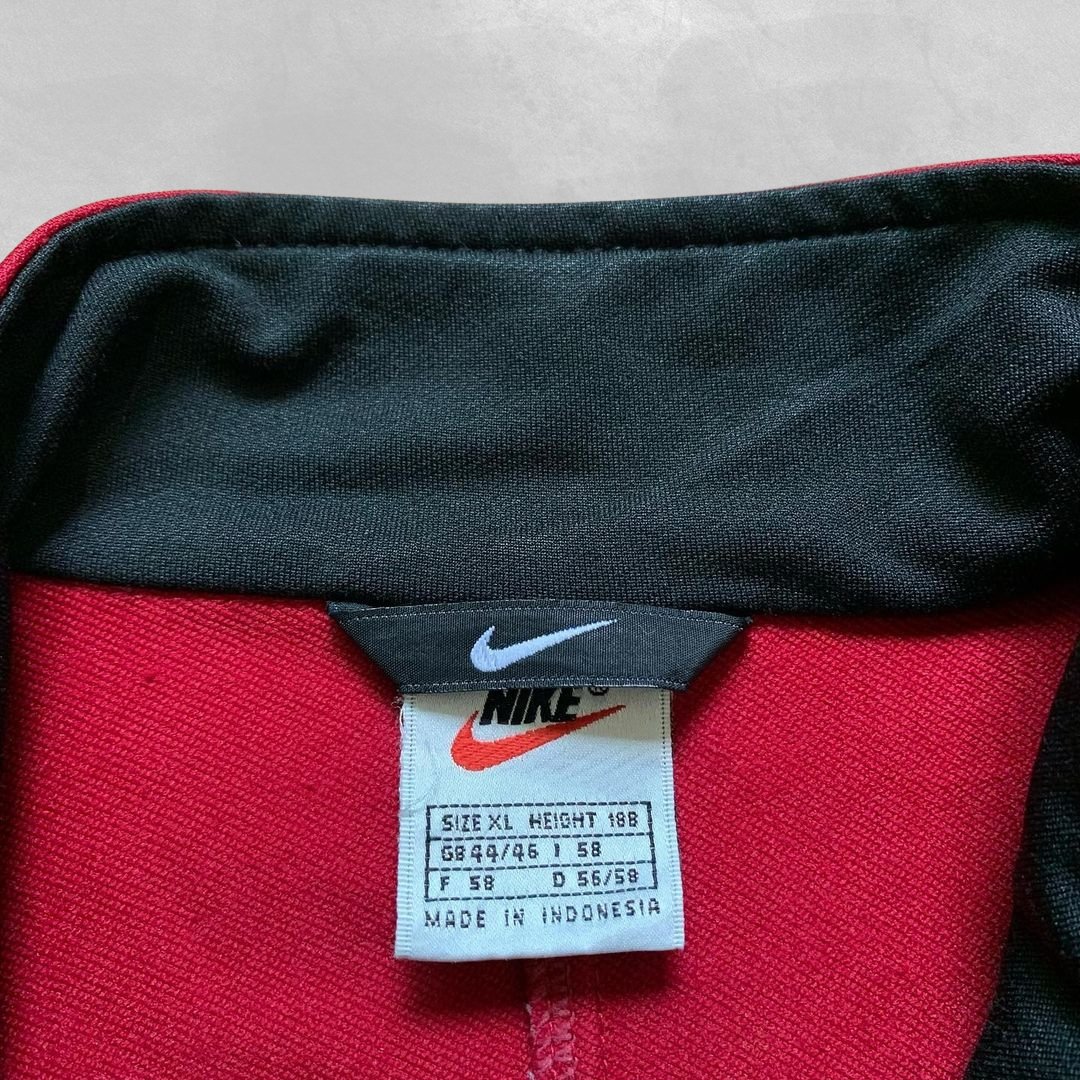 NIKE®
SIZE XL HEIGHT 188
GB 44/46 I 58
F 58 D 56/58
MADE IN INDONESIA